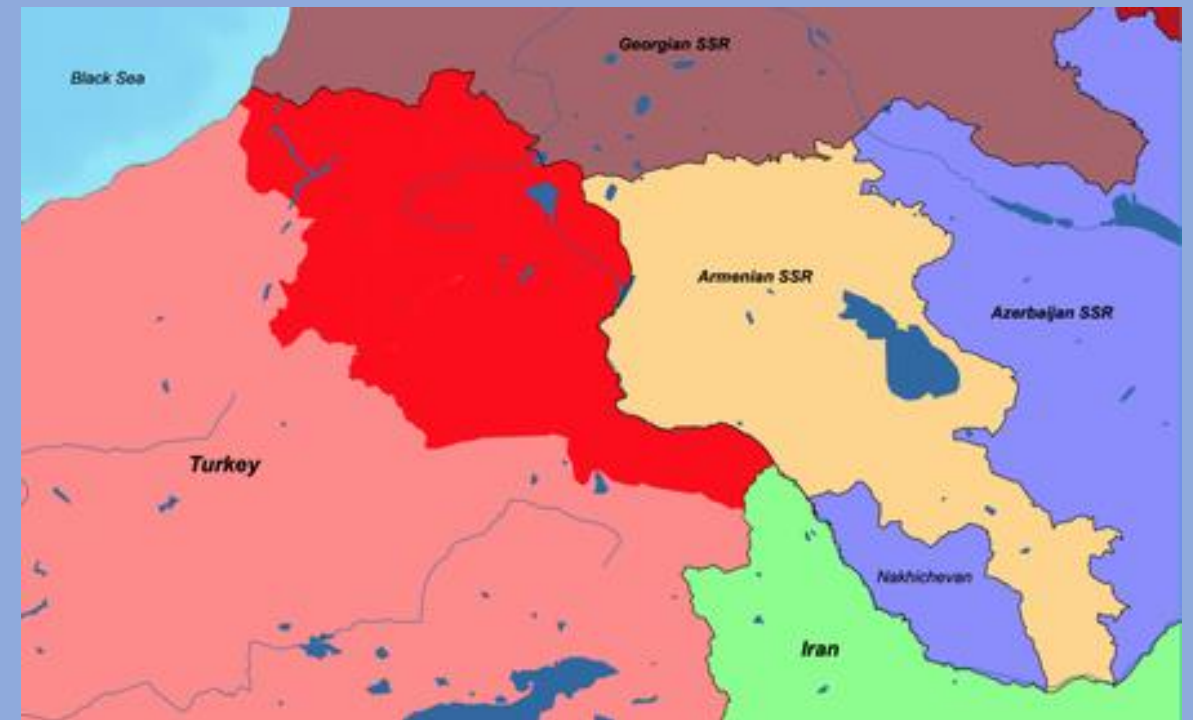 Georgian SSR
Black Sea
Armenian SSR
Azerbaijan SSR
Turkey
Nakhichevan
Iran